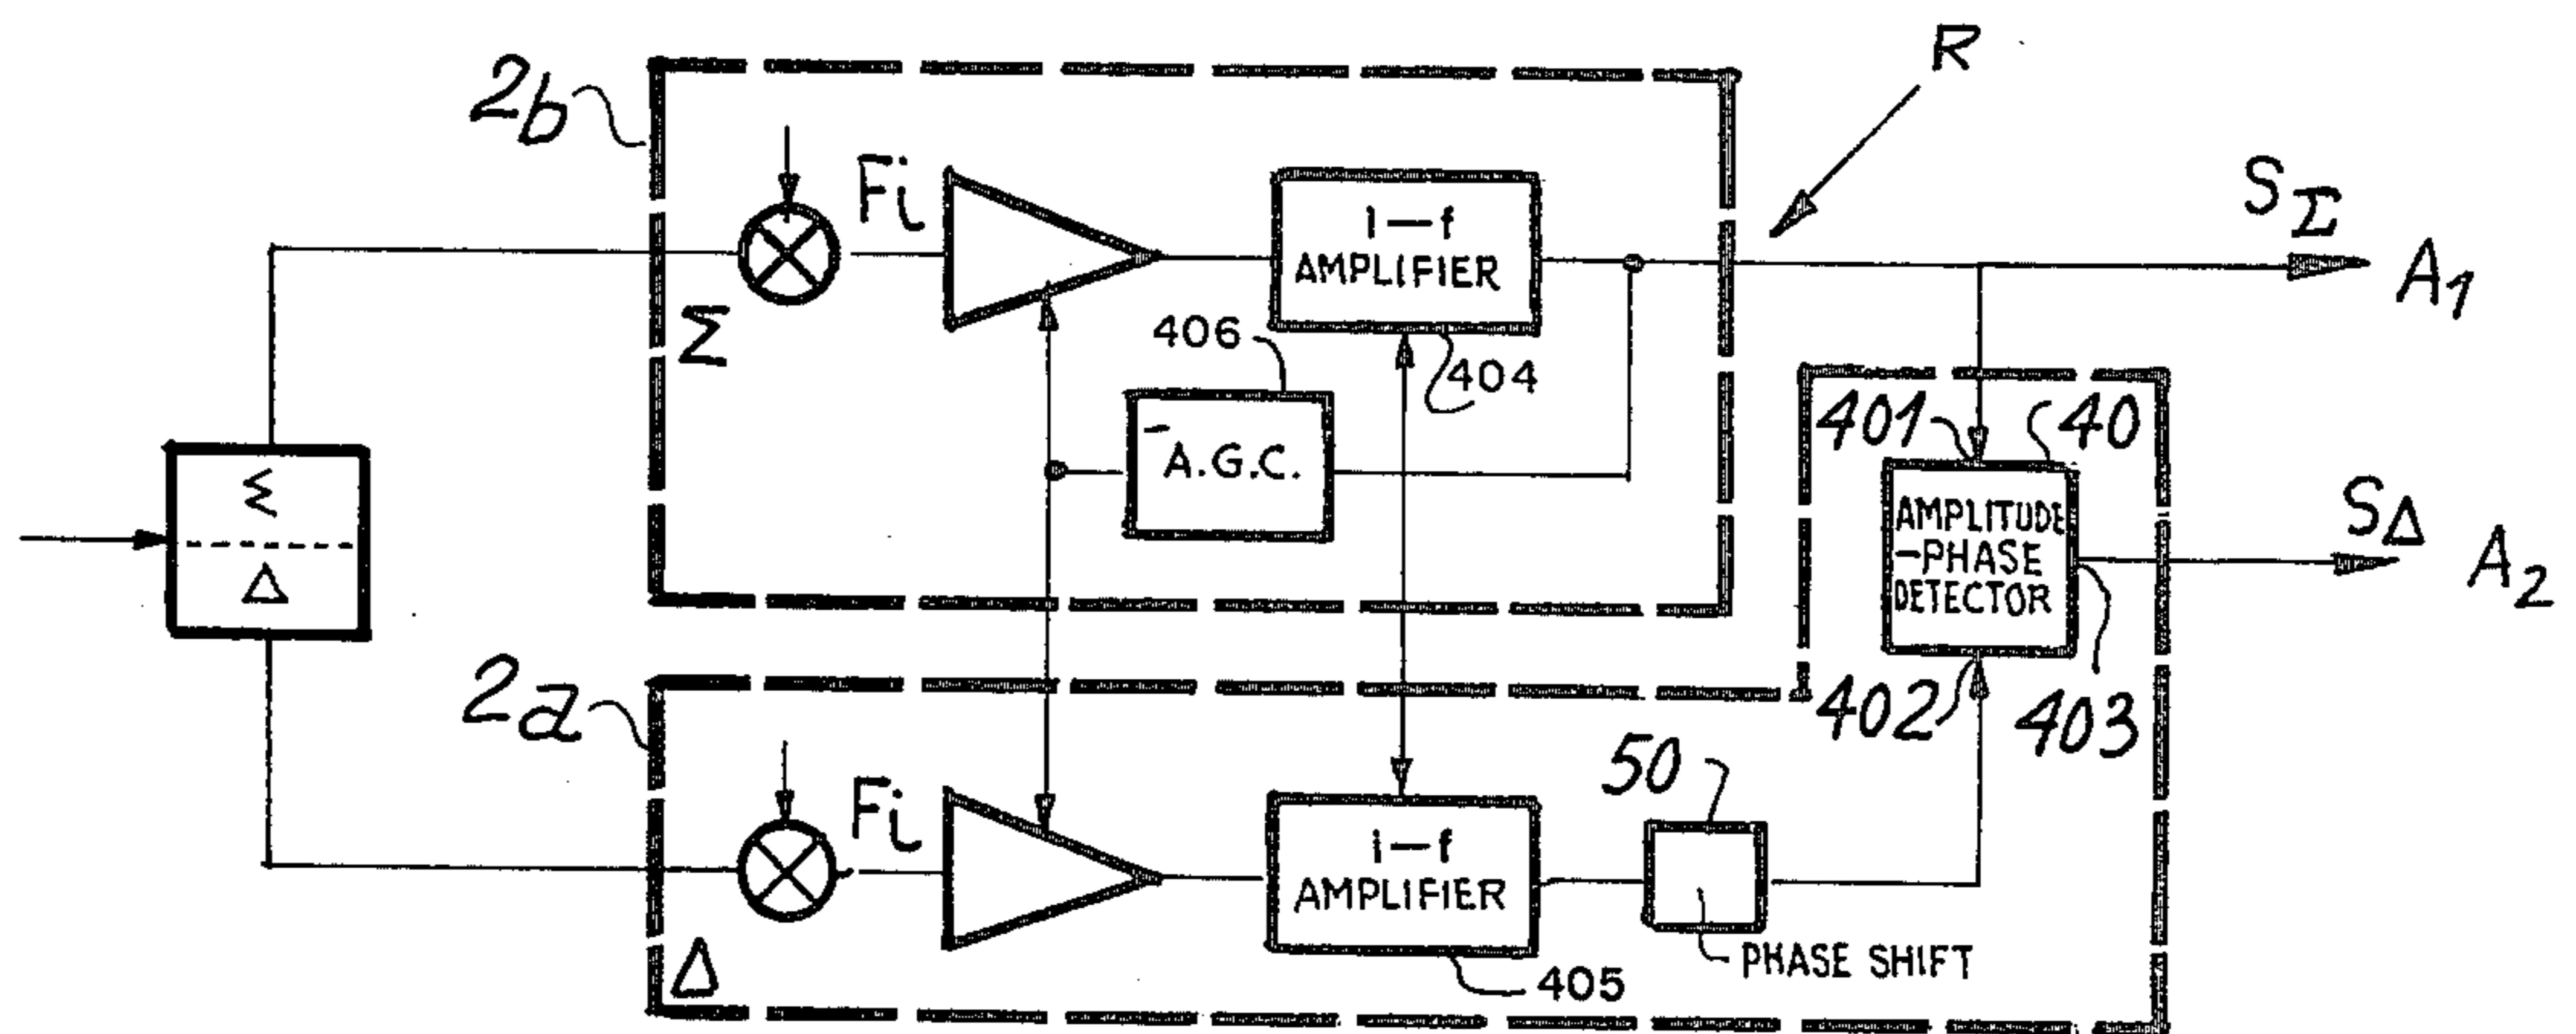 R
2b
Fi
i—f
AMPLIFIER
SΣ
A1
Σ
406
404
A.G.C.
401
40
Σ
Δ
AMPLITUDE
-PHASE
DETECTOR
SΔ
A2
2a
402
403
Fi
50
i—f
AMPLIFIER
PHASE SHIFT
Δ
405